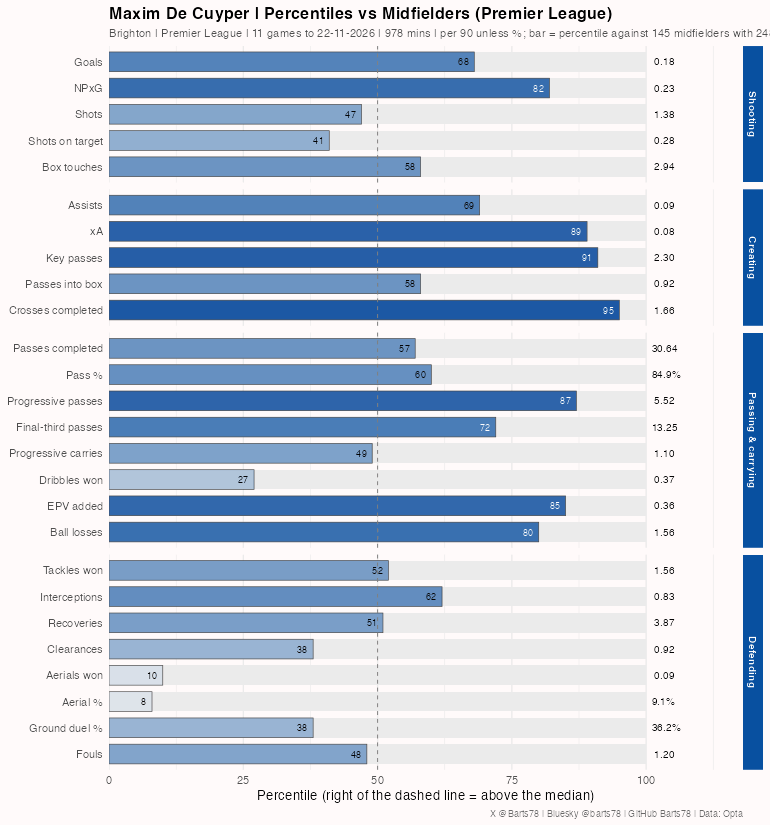 Maxim De Cuyper | Percentiles vs Midfielders (Premier League)
Brighton | Premier League | 11 games to 22-11-2026 | 978 mins | per 90 unless %; bar = percentile against 145 midfielders with
Shooting
Goals 68 0.18
NPxG 82 0.23
Shots 47 1.38
Shots on target 41 0.28
Box touches 58 2.94
Creating
Assists 69 0.09
xA 89 0.08
Key passes 91 2.30
Passes into box 58 0.92
Crosses completed 95 1.66
Passing & carrying
Passes completed 57 30.64
Pass % 60 84.9%
Progressive passes 87 5.52
Final-third passes 72 13.25
Progressive carries 49 1.10
Dribbles won 27 0.37
EPV added 85 0.36
Ball losses 80 1.56
Defending
Tackles won 52 1.56
Interceptions 62 0.83
Recoveries 51 3.87
Clearances 38 0.92
Aerials won 10 0.09
Aerial % 8 9.1%
Ground duel % 38 36.2%
Fouls 48 1.20
0 25 50 75 100
Percentile (right of the dashed line = above the median)
X @Barts78 | Bluesky @barts78 | GitHub Barts78 | Data: Opta